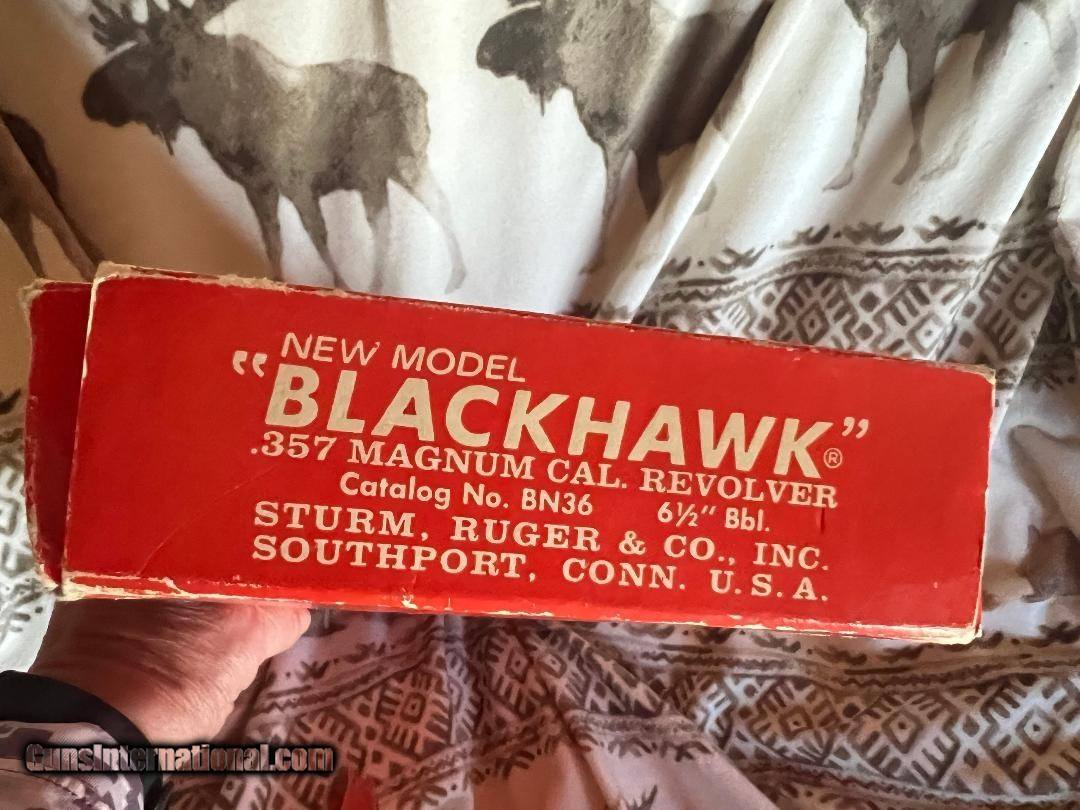 NEW MODEL
"BLACKHAWK"®
.357 MAGNUM CAL. REVOLVER
Catalog No. BN36 6½" Bbl.
STURM, RUGER & CO., INC.
SOUTHPORT, CONN. U.S.A.
GunsInternational.com